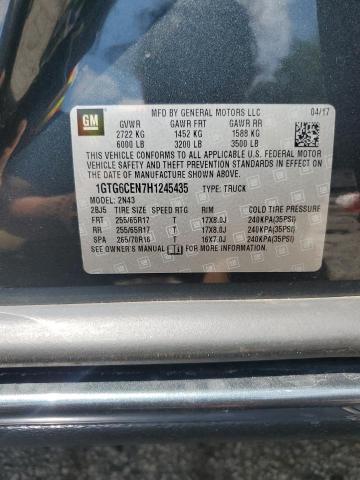 GM
MFD BY GENERAL MOTORS LLC 04/17
GVWR GAWR FRT GAWR RR
2722 KG 1452 KG 1588 KG
6000 LB 3200 LB 3500 LB
THIS VEHICLE CONFORMS TO ALL APPLICABLE U.S. FEDERAL MOTOR
VEHICLE SAFETY AND THEFT PREVENTION STANDARDS IN EFFECT ON
THE DATE OF MANUFACTURE SHOWN ABOVE.
1GTG6CEN7H1245435 TYPE: TRUCK
MODEL: 2N43
2BJ5 TIRE SIZE SPEED RTG RIM COLD TIRE PRESSURE
FRT 255/65R17 T 17X8.0J 240KPA(35PSI)
RR 255/65R17 T 17X8.0J 240KPA(35PSI)
SPA 265/70R16 T 16X7.0J 240KPA(35PSI)
SEE OWNER'S MANUAL FOR MORE INFORMATION.